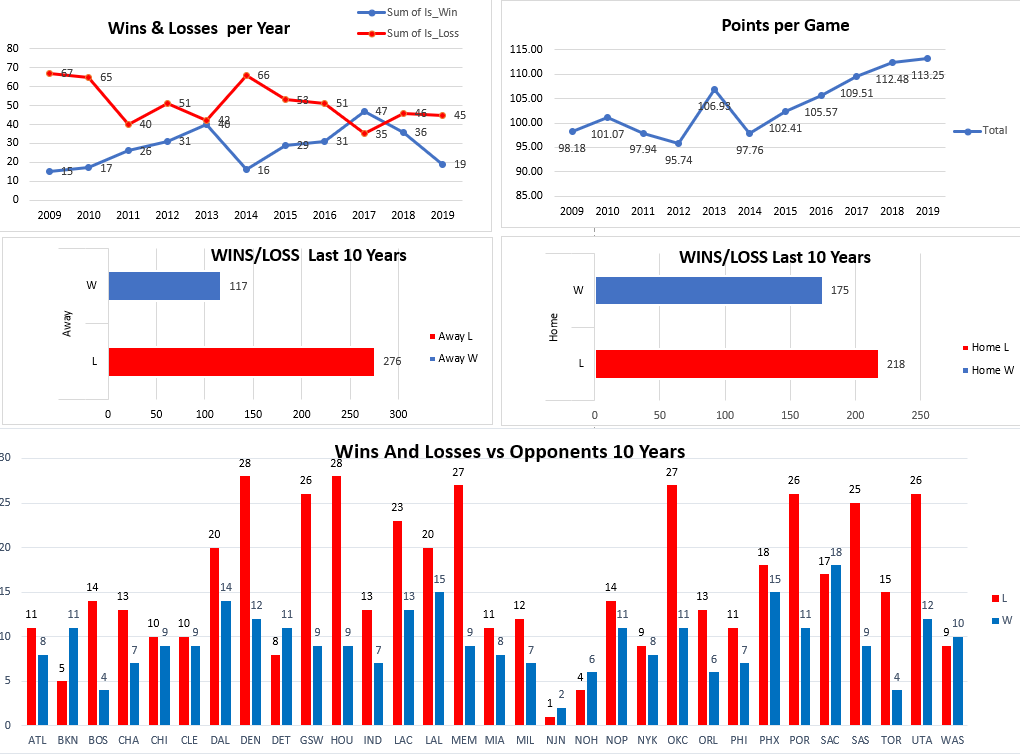 Wins & Losses per Year
Sum of Is_Win
Sum of Is_Loss
80
70
60
50
40
30
20
10
0
67 65 40 51 42 66 53 51 35 46 45
15 17 26 31 40 16 29 31 47 36 19
2009 2010 2011 2012 2013 2014 2015 2016 2017 2018 2019
Points per Game
115.00
110.00
105.00
100.00
95.00
90.00
85.00
98.18 101.07 97.94 95.74 106.93 97.76 102.41 105.57 109.51 112.48 113.25
Total
2009 2010 2011 2012 2013 2014 2015 2016 2017 2018 2019
WINS/LOSS Last 10 Years
Away
W 117
L 276
0 50 100 150 200 250 300
Away L
Away W
WINS/LOSS Last 10 Years
Home
W 175
L 218
0 50 100 150 200 250
Home L
Home W
Wins And Losses vs Opponents 10 Years
30
25
20
15
10
5
0
11 8 5 11 14 4 13 7 10 9 10 9 20 14 28 12 8 11 26 9 28 9 13 7 23 13 20 15 27 9 11 8 12 7 1 2 4 6 14 11 9 8 27 11 13 6 11 7 18 15 26 11 17 18 25 9 15 4 26 12 9 10
ATL BKN BOS CHA CHI CLE DAL DEN DET GSW HOU IND LAC LAL MEM MIA MIL NJN NOH NOP NYK OKC ORL PHI PHX POR SAC SAS TOR UTA WAS
L
W